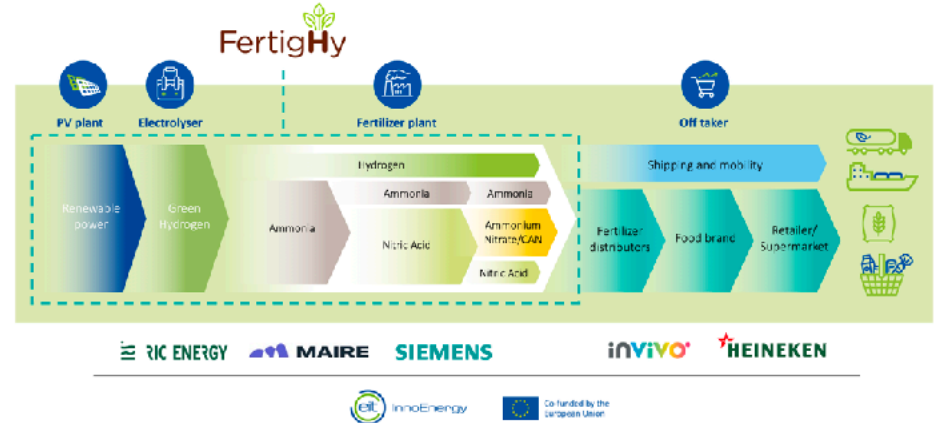 FertigHy
PV plant
Electrolyser
Fertilizer plant
Off taker
Hydrogen
Shipping and mobility
Renewable
power
Green
Hydrogen
Ammonia
Ammonia
Ammonia
Nitric Acid
Ammonium
Nitrate/CAN
Nitric Acid
Fertilizer
distributors
Food brand
Retailer/
Supermarket
RIC ENERGY
MAIRE
SIEMENS
inVivo
HEINEKEN
eit
InnoEnergy
Co-funded by the
European Union